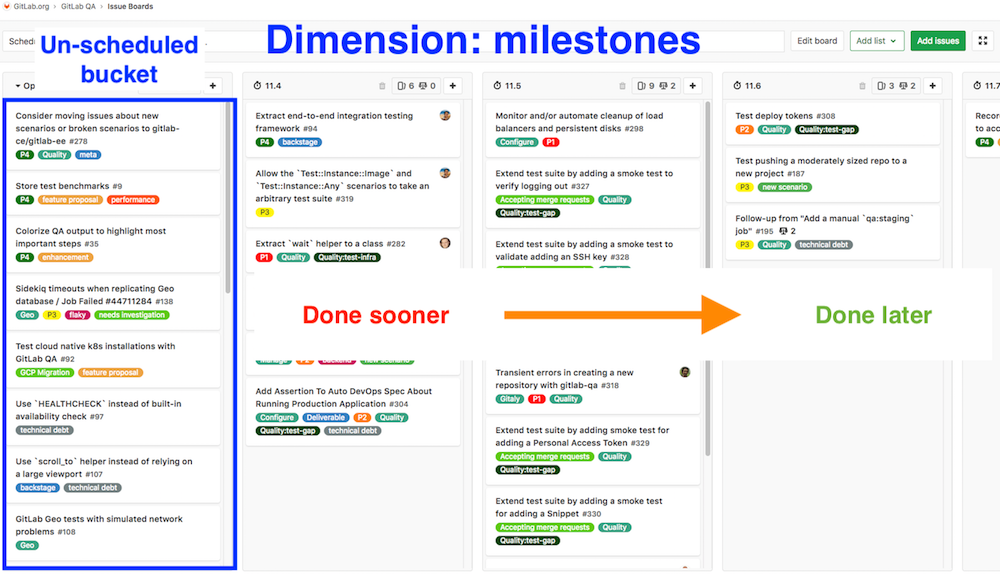 GitLab.org › GitLab QA › Issue Boards
Un-scheduled
bucket
Dimension: milestones
Edit board
Add list
Add issues
Consider moving issues about new
scenarios or broken scenarios to gitlab-
ce/gitlab-ee #278
P4 Quality meta
Store test benchmarks #9
P4 feature proposal performance
Colorize QA output to highlight most
important steps #35
P4 enhancement
Sidekiq timeouts when replicating Geo
database / Job Failed #44711284 #138
Geo P3 flaky needs investigation
Test cloud native k8s installations with
GitLab QA #92
GCP Migration feature proposal
Use `HEALTHCHECK` instead of built-in
availability check #97
technical debt
Use `scroll_to` helper instead of relying on
a large viewport #107
backstage technical debt
GitLab Geo tests with simulated network
problems #108
Geo
11.4 6 0 +
Extract end-to-end integration testing
framework #94
P4 backstage
Allow the `Test::Instance::Image` and
`Test::Instance::Any` scenarios to take an
arbitrary test suite #319
P3
Extract `wait` helper to a class #282
P1 Quality Quality:test-infra
Add Assertion To Auto DevOps Spec About
Running Production Application #304
Configure Deliverable P2 Quality
Quality:test-gap technical debt
11.5 9 2 +
Monitor and/or automate cleanup of load
balancers and persistent disks #298
Configure P1
Extend test suite by adding a smoke test to
verify logging out #327
Accepting merge requests Quality
Quality:test-gap
Extend test suite by adding a smoke test to
validate adding an SSH key #328
Transient errors in creating a new
repository with gitlab-qa #318
Gitaly P1 Quality
Extend test suite by adding smoke test for
adding a Personal Access Token #329
Accepting merge requests Quality
Quality:test-gap
Extend test suite by adding a smoke test
for adding a Snippet #330
Accepting merge requests Quality
Quality:test-gap
11.6 3 2 +
Test deploy tokens #308
P2 Quality Quality:test-gap
Test pushing a moderately sized repo to a
new project #187
P3 new scenario
Follow-up from "Add a manual `qa:staging`
job" #195 2
P3 Quality technical debt
11.7
P4
Done sooner
Done later